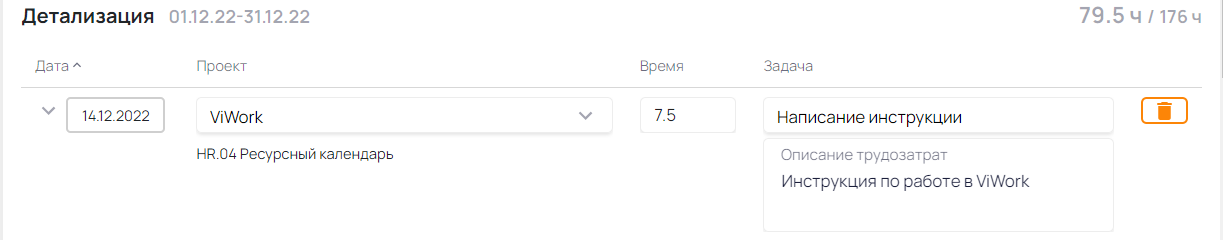 Детализация 01.12.22-31.12.22 79.5 ч / 176 ч
Дата Проект Время Задача
14.12.2022 ViWork 7.5 Написание инструкции
HR.04 Ресурсный календарь
Описание трудозатрат
Инструкция по работе в ViWork